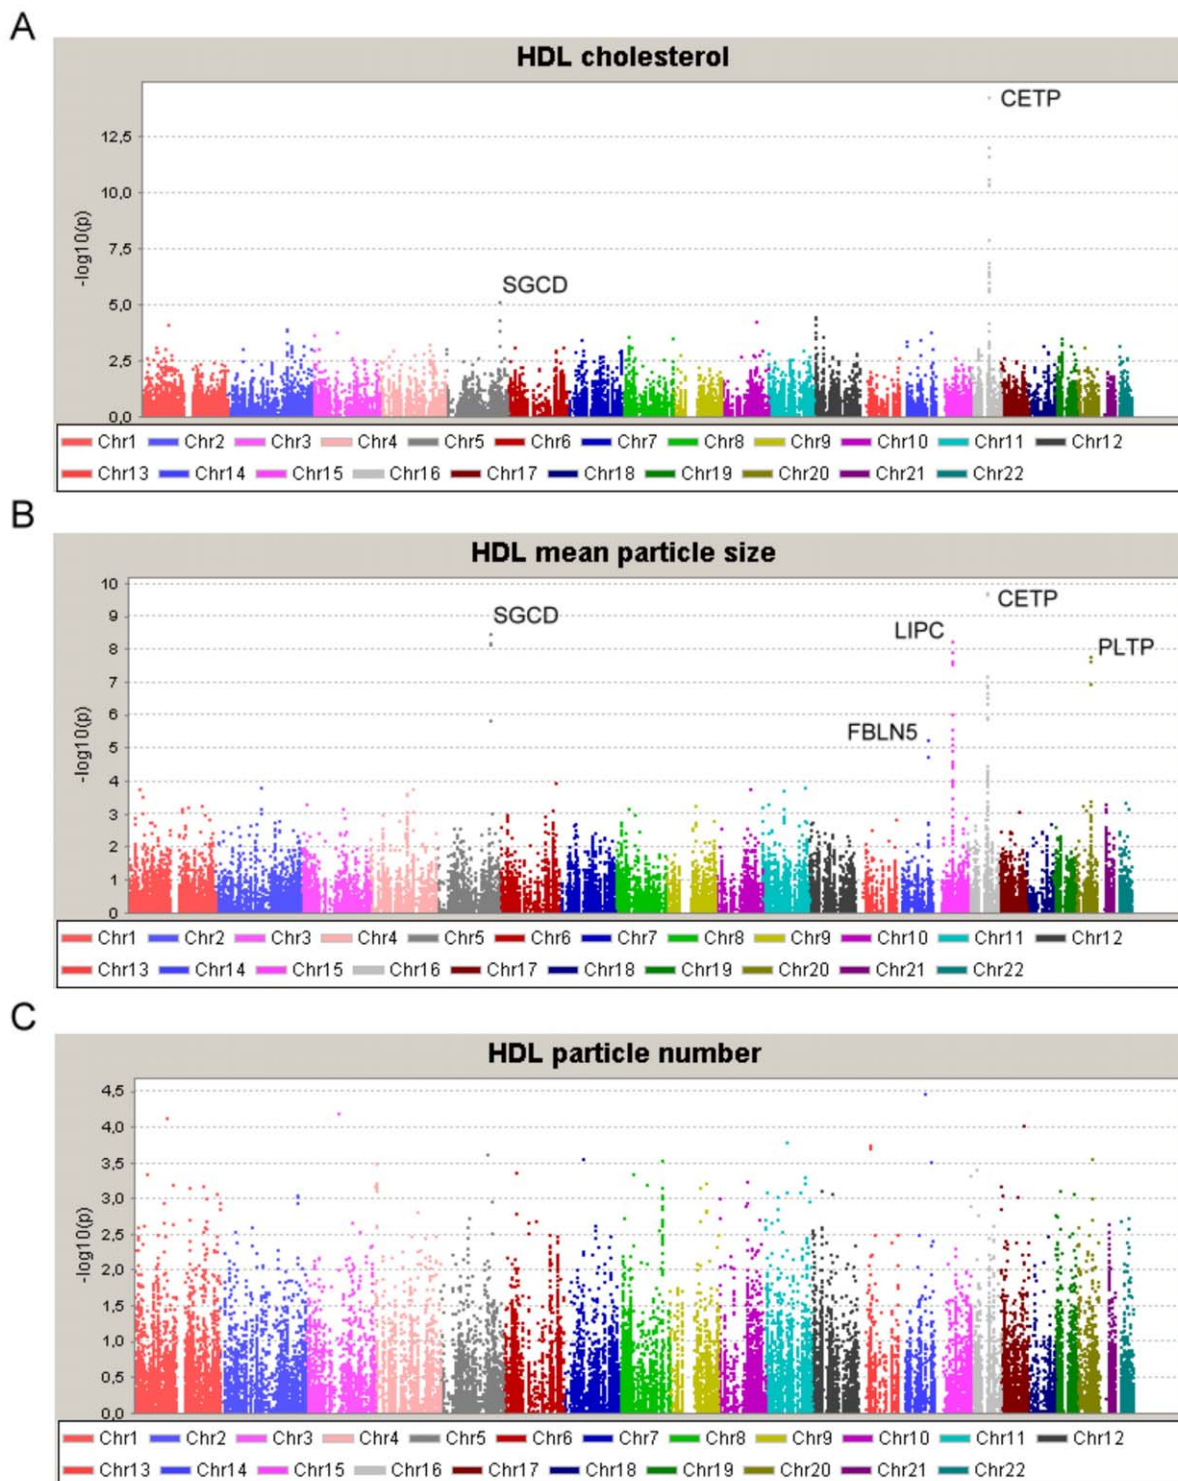 A
HDL cholesterol
CETP
12,5
10,0
7,5
-log10(p)
SGCD
5,0
2,5
0,0
Chr1 Chr2 Chr3 Chr4 Chr5 Chr6 Chr7 Chr8 Chr9 Chr10 Chr11 Chr12
Chr13 Chr14 Chr15 Chr16 Chr17 Chr18 Chr19 Chr20 Chr21 Chr22
B
HDL mean particle size
10
CETP
9
SGCD
LIPC
8
PLTP
7
6
-log10(p)
FBLN5
5
4
3
2
1
0
Chr1 Chr2 Chr3 Chr4 Chr5 Chr6 Chr7 Chr8 Chr9 Chr10 Chr11 Chr12
Chr13 Chr14 Chr15 Chr16 Chr17 Chr18 Chr19 Chr20 Chr21 Chr22
C
HDL particle number
4,5
4,0
3,5
3,0
2,5
-log10(p)
2,0
1,5
1,0
0,5
0,0
Chr1 Chr2 Chr3 Chr4 Chr5 Chr6 Chr7 Chr8 Chr9 Chr10 Chr11 Chr12
Chr13 Chr14 Chr15 Chr16 Chr17 Chr18 Chr19 Chr20 Chr21 Chr22